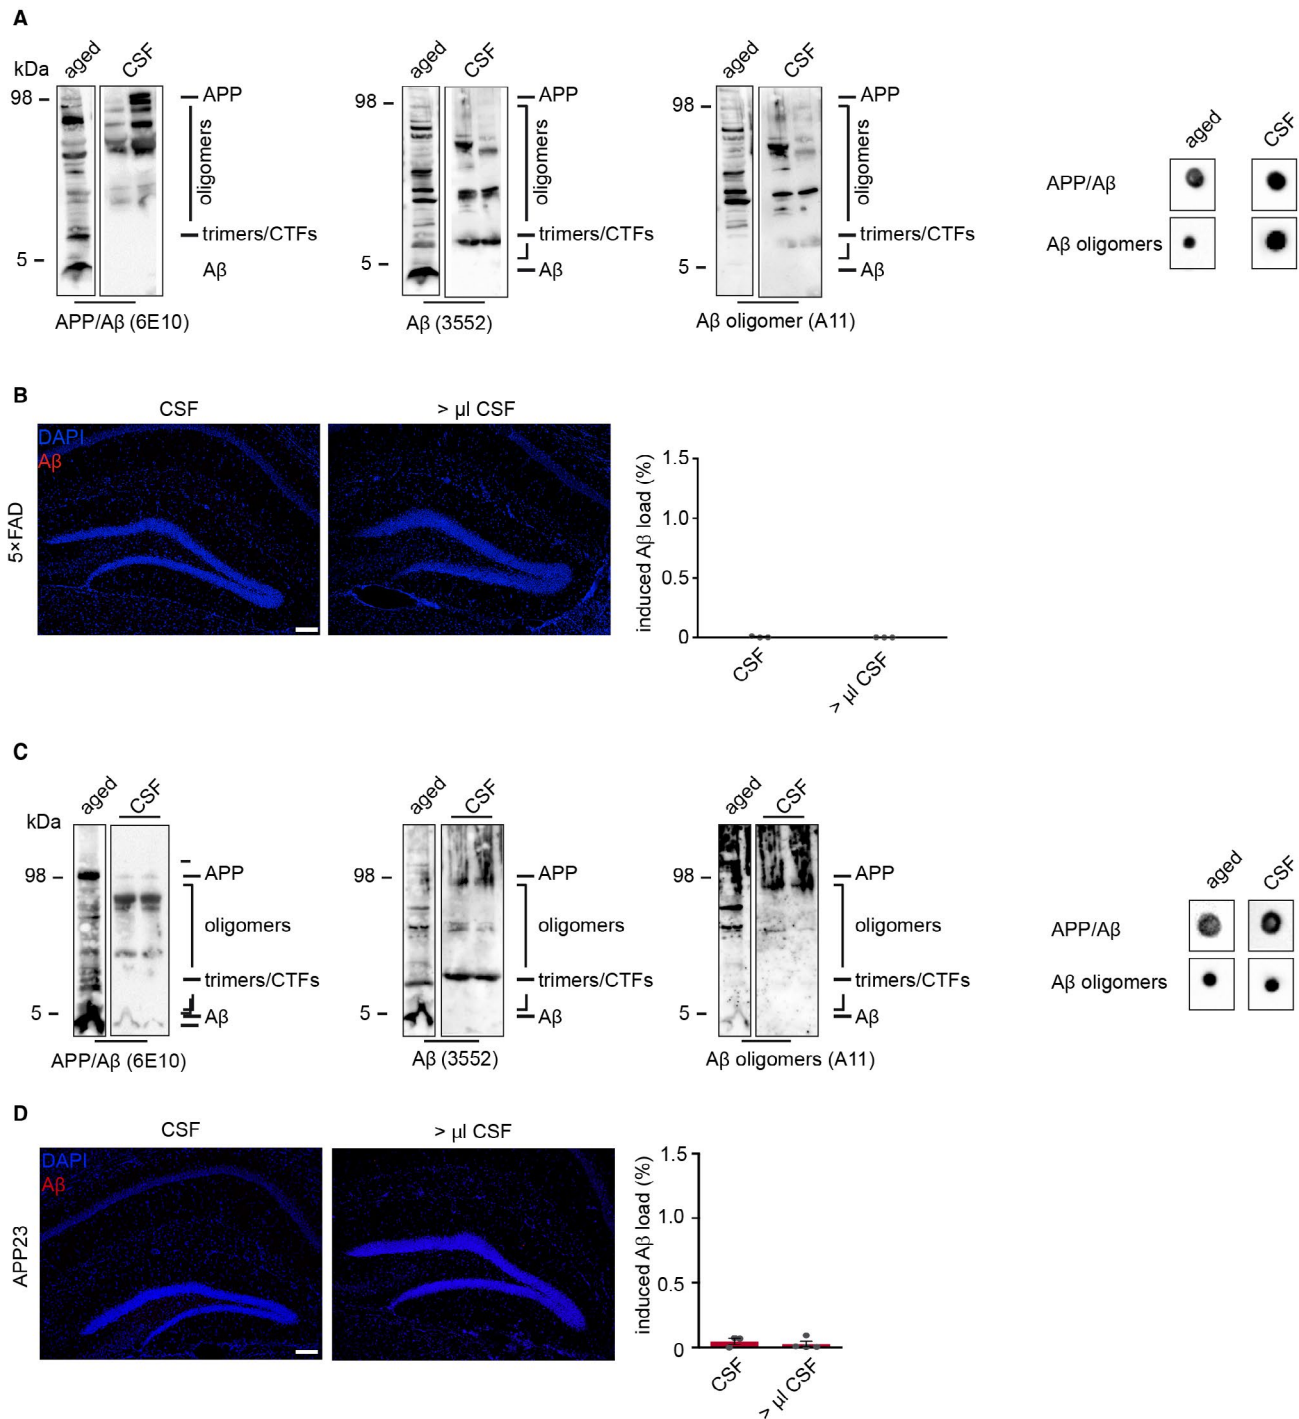 A
kDa
aged
CSF
98
5
APP
oligomers
trimers/CTFs
Aβ
APP/Aβ (6E10)
aged
CSF
98
5
APP
oligomers
trimers/CTFs
Aβ
Aβ (3552)
aged
CSF
98
5
APP
oligomers
trimers/CTFs
Aβ
Aβ oligomer (A11)
aged
CSF
APP/Aβ
Aβ oligomers
B
CSF
> µl CSF
DAPI
Aβ
5×FAD
induced Aβ load (%)
1.5
1.0
0.5
0
CSF
> µl CSF
C
kDa
aged
CSF
98
5
APP
oligomers
trimers/CTFs
Aβ
APP/Aβ (6E10)
aged
CSF
98
5
APP
oligomers
trimers/CTFs
Aβ
Aβ (3552)
aged
CSF
98
5
APP
oligomers
trimers/CTFs
Aβ
Aβ oligomers (A11)
aged
CSF
APP/Aβ
Aβ oligomers
D
CSF
> µl CSF
DAPI
Aβ
APP23
induced Aβ load (%)
1.5
1.0
0.5
0
CSF
> µl CSF